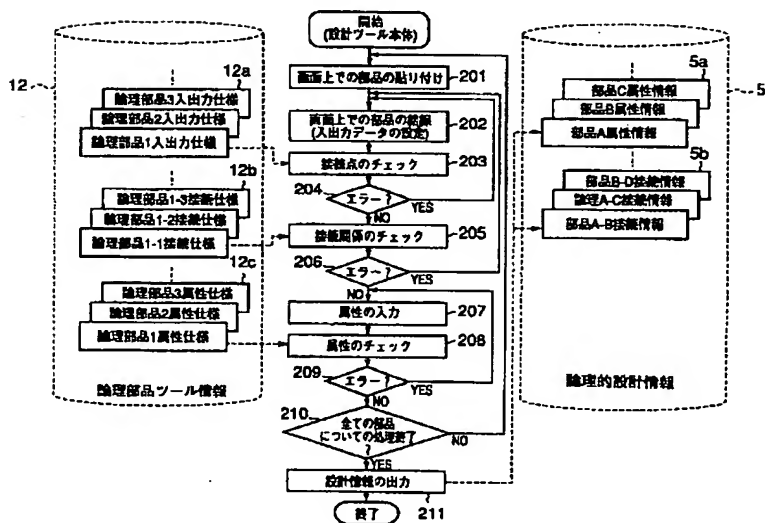 12
12a
論理部品3入出力仕様
論理部品2入出力仕様
論理部品1入出力仕様
12b
論理部品1-3接続仕様
論理部品1-2接続仕様
論理部品1-1接続仕様
12c
論理部品3属性仕様
論理部品2属性仕様
論理部品1属性仕様
論理部品ツール情報
開始
(設計ツール本体)
画面上での部品の貼り付け
201
画面上での部品の接続
(入出力データの設定)
202
接続点のチェック
203
204
エラー?
YES
NO
接続関係のチェック
205
206
エラー?
YES
NO
属性の入力
207
属性のチェック
208
209
エラー?
YES
NO
210
全ての部品
についての処理終了
?
NO
YES
設計情報の出力
211
終了
5
5a
部品C属性情報
部品B属性情報
部品A属性情報
5b
部品B-D接続情報
論理A-C接続情報
部品A-B接続情報
論理的設計情報